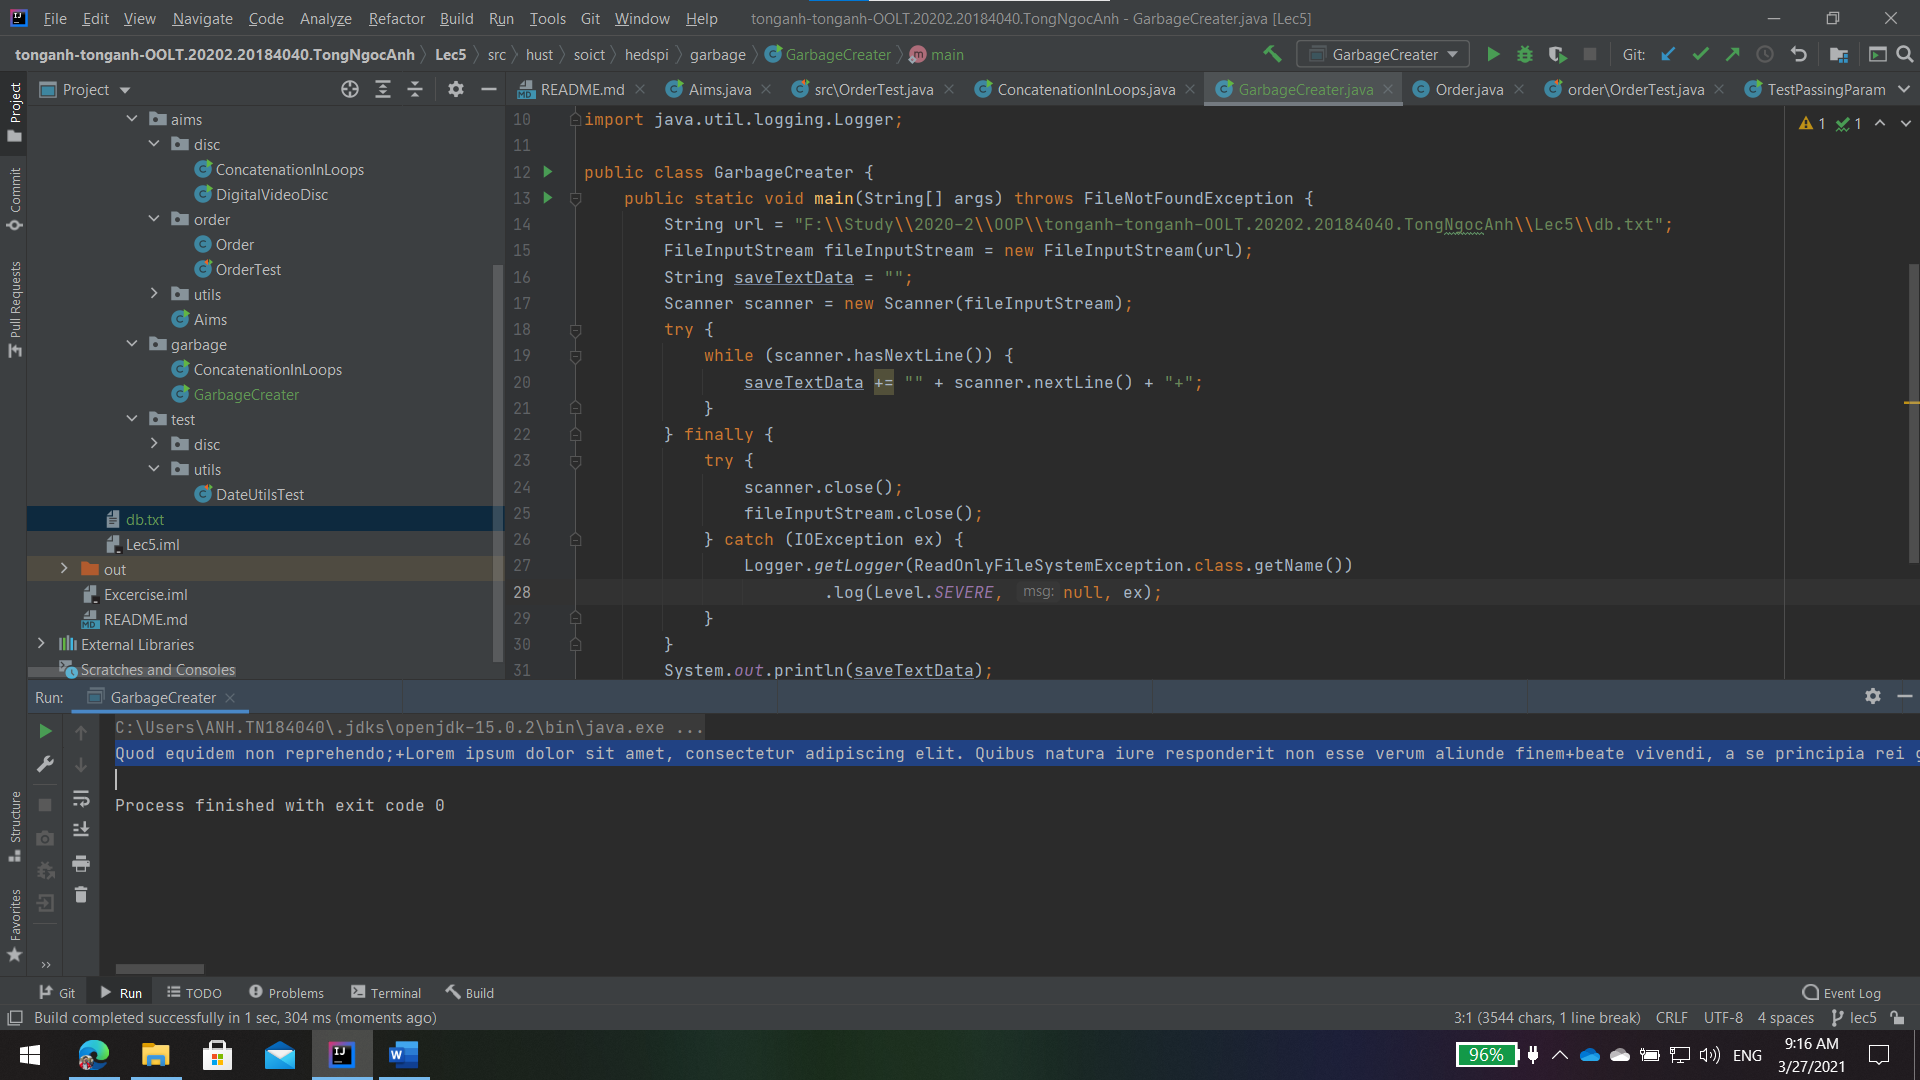 File Edit View Navigate Code Analyze Refactor Build Run Tools Git Window Help tonganh-tonganh-OOLT.20202.20184040.TongNgocAnh - GarbageCreater.java [Lec5]
tonganh-tonganh-OOLT.20202.20184040.TongNgocAnh Lec5 src hust soict hedspi garbage GarbageCreater main GarbageCreater Git:
Project README.md Aims.java src\OrderTest.java ConcatenationInLoops.java GarbageCreater.java Order.java order\OrderTest.java TestPassingParam
Project
Commit
Pull Requests
aims
disc
ConcatenationInLoops
DigitalVideoDisc
order
Order
OrderTest
utils
Aims
garbage
ConcatenationInLoops
GarbageCreater
test
disc
utils
DateUtilsTest
db.txt
Lec5.iml
out
Excercise.iml
README.md
External Libraries
Scratches and Consoles
1 1
10 import java.util.logging.Logger;
11
12 public class GarbageCreater {
13 public static void main(String[] args) throws FileNotFoundException {
14 String url = "F:\\Study\\2020-2\\OOP\\tonganh-tonganh-OOLT.20202.20184040.TongNgocAnh\\Lec5\\db.txt";
15 FileInputStream fileInputStream = new FileInputStream(url);
16 String saveTextData = "";
17 Scanner scanner = new Scanner(fileInputStream);
18 try {
19 while (scanner.hasNextLine()) {
20 saveTextData += "" + scanner.nextLine() + "+";
21 }
22 } finally {
23 try {
24 scanner.close();
25 fileInputStream.close();
26 } catch (IOException ex) {
27 Logger.getLogger(ReadOnlyFileSystemException.class.getName())
28 .log(Level.SEVERE, msg: null, ex);
29 }
30 }
31 System.out.println(saveTextData);
Run: GarbageCreater
C:\Users\ANH.TN184040\.jdks\openjdk-15.0.2\bin\java.exe ...
Quod equidem non reprehendo;+Lorem ipsum dolor sit amet, consectetur adipiscing elit. Quibus natura iure responderit non esse verum aliunde finem+beate vivendi, a se principia rei g
Process finished with exit code 0
Structure
Favorites
Git Run TODO Problems Terminal Build Event Log
Build completed successfully in 1 sec, 304 ms (moments ago) 3:1 (3544 chars, 1 line break) CRLF UTF-8 4 spaces lec5
96% ENG 9:16 AM
3/27/2021